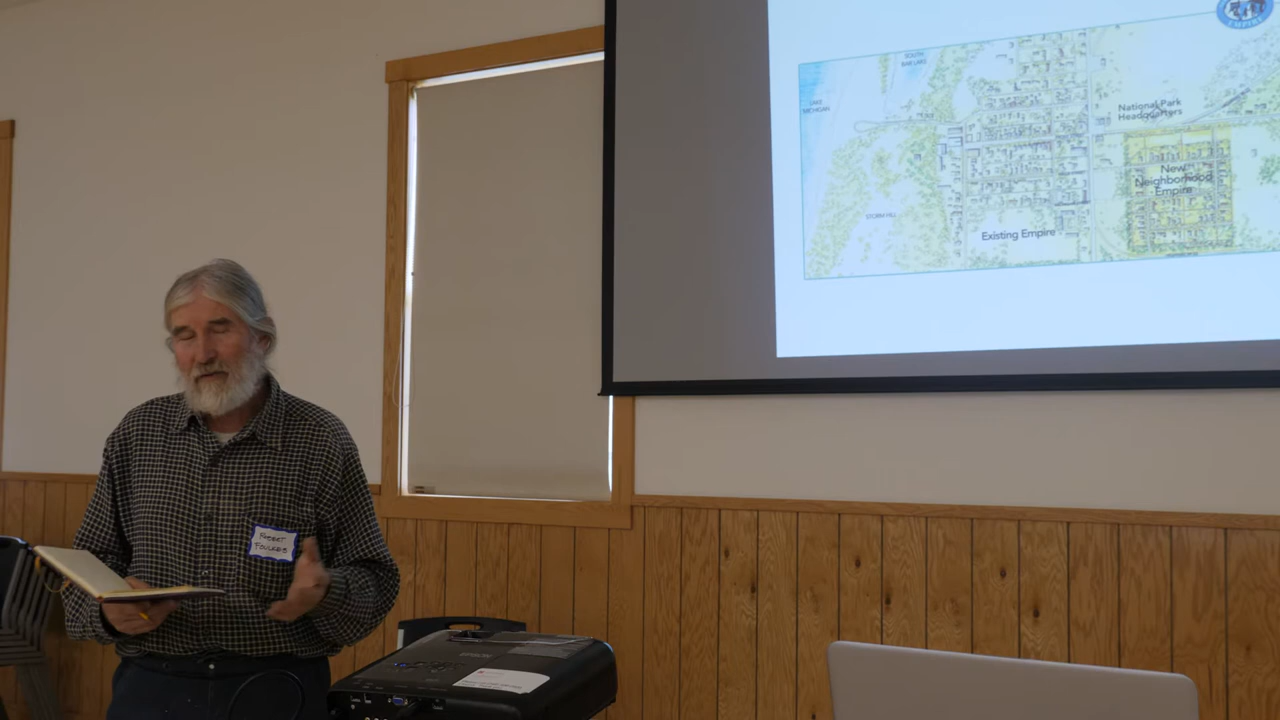 EMPIRE
SOUTH
BAR LAKE
LAKE
MICHIGAN
National Park
Headquarters
New
Neighborhood
Empire
STORM HILL
Existing Empire
ROBERT
FOULKES
EPSON